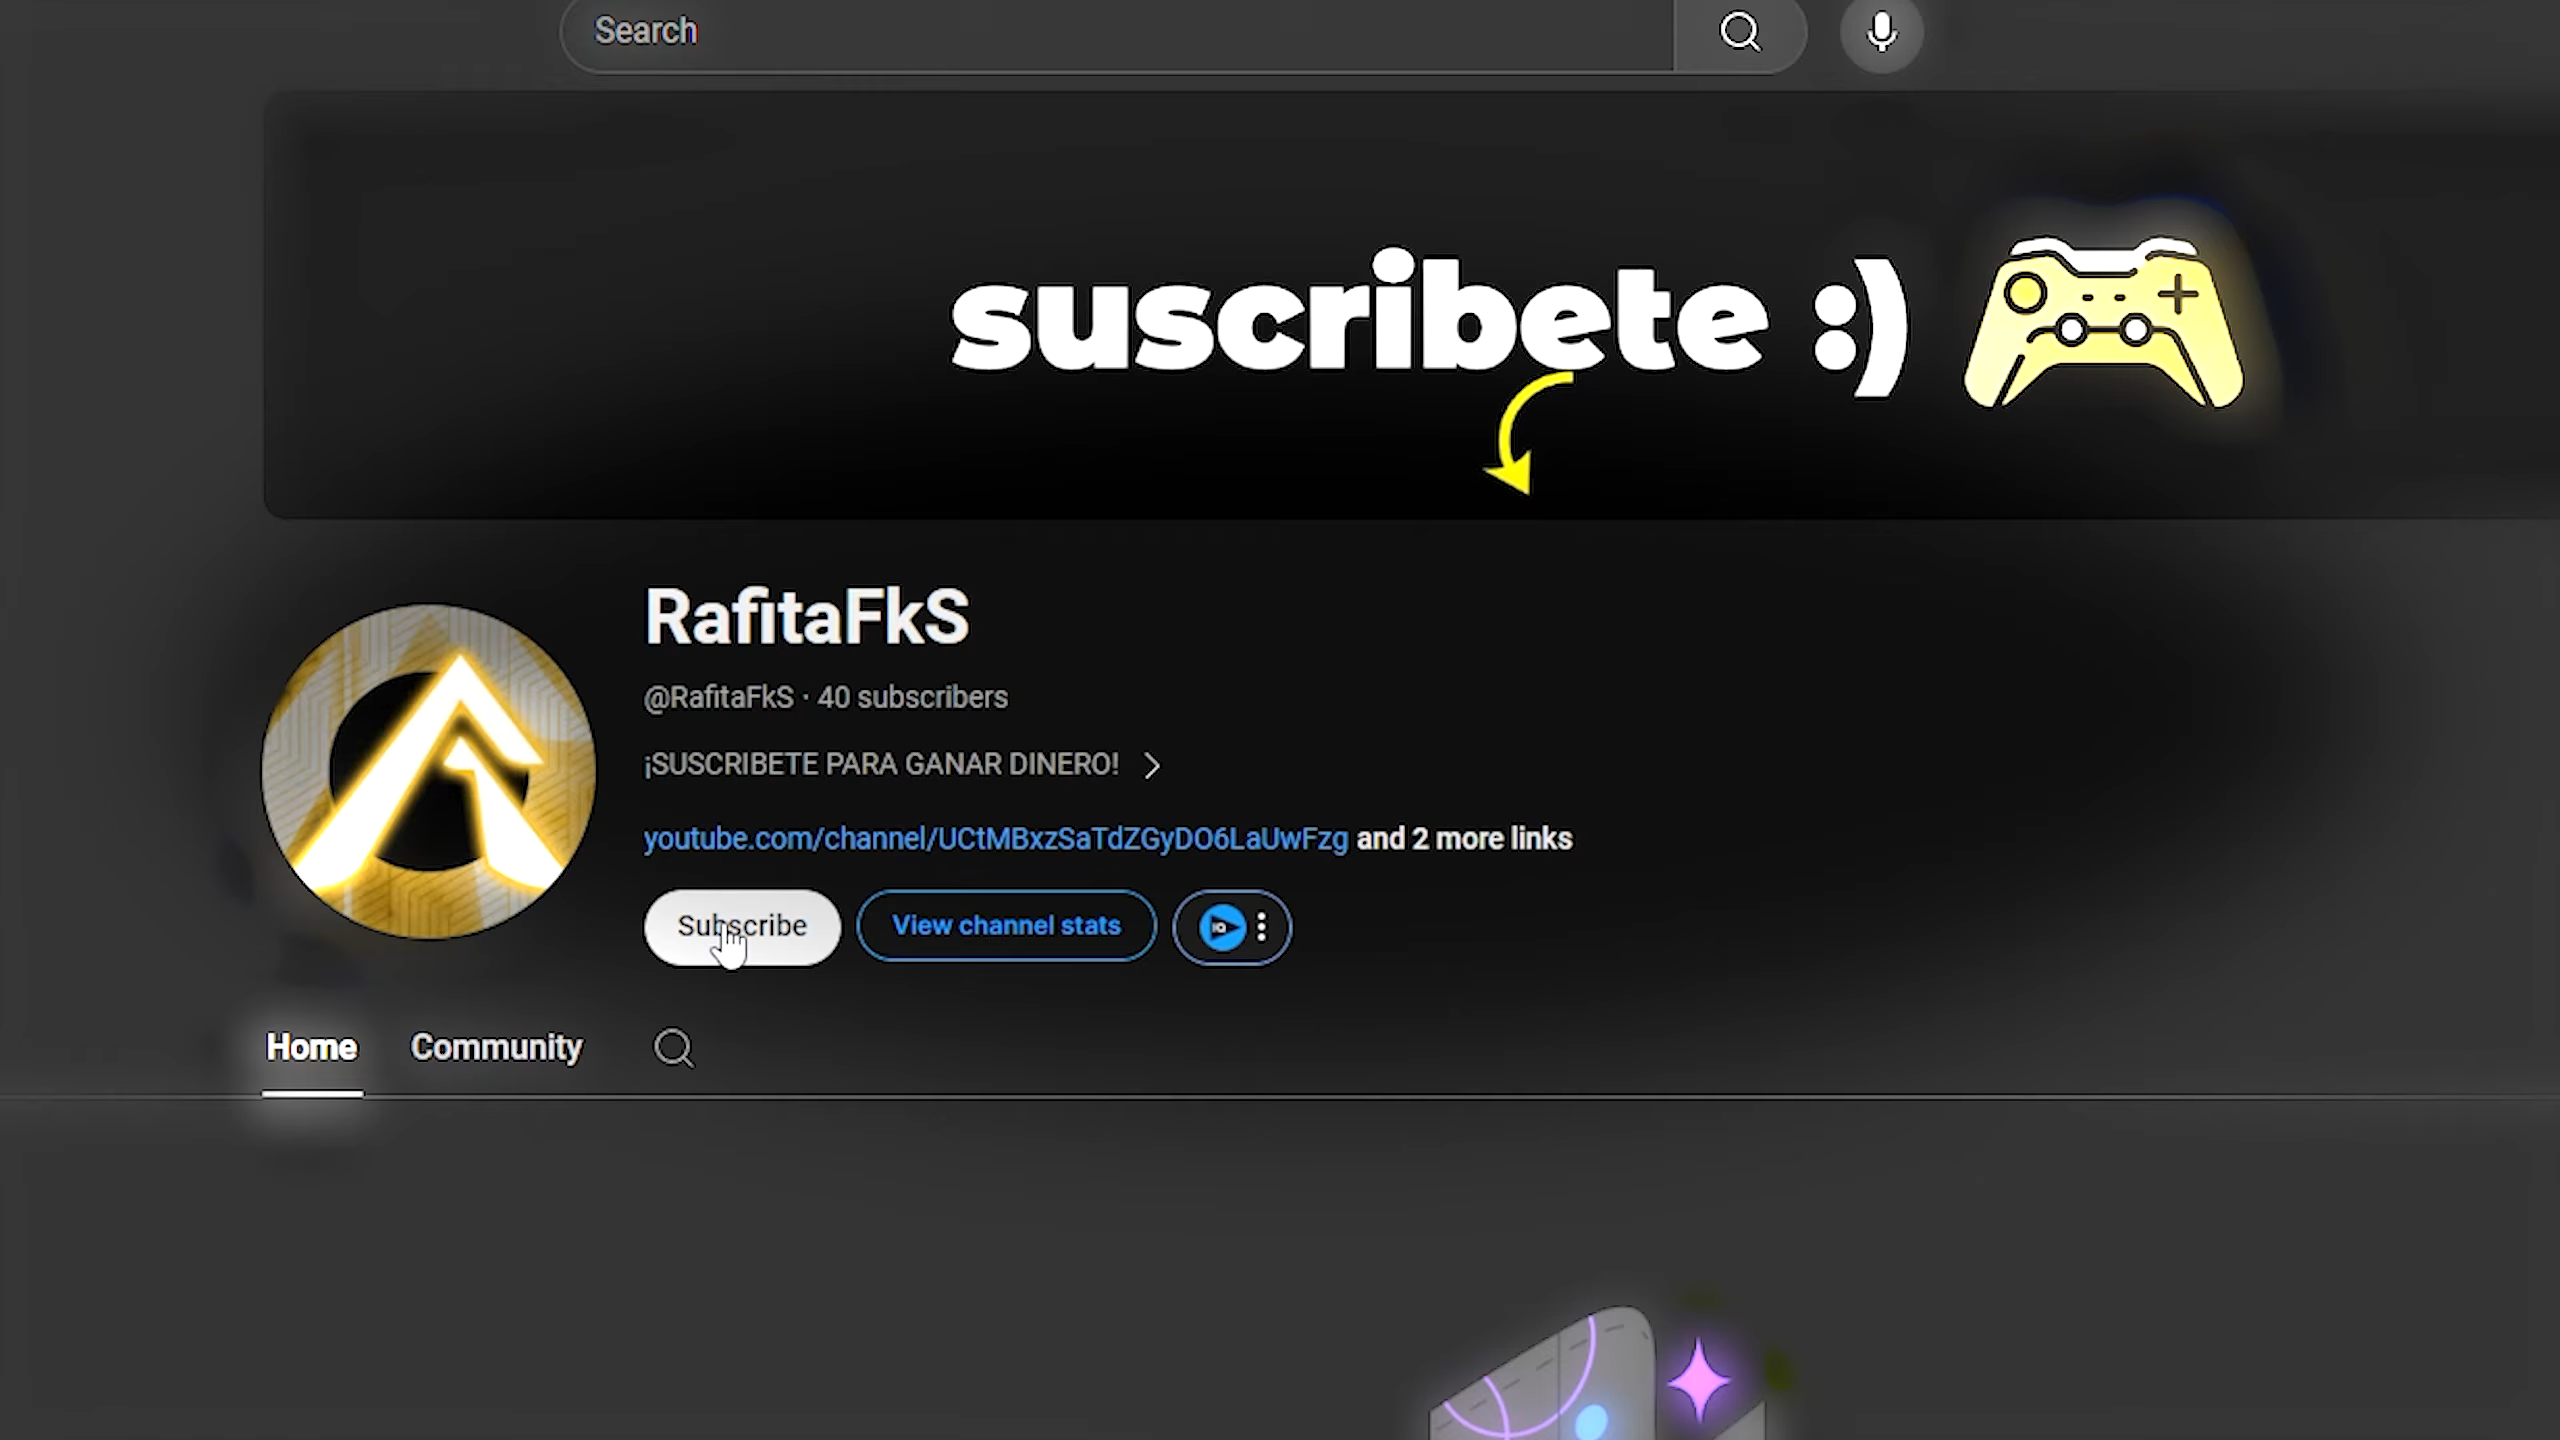 Search
suscribete :)
RafitaFkS
@RafitaFkS · 40 subscribers
¡SUSCRIBETE PARA GANAR DINERO!
youtube.com/channel/UCtMBxzSaTdZGyDO6LaUwFzg and 2 more links
Subscribe View channel stats IQ
Home Community